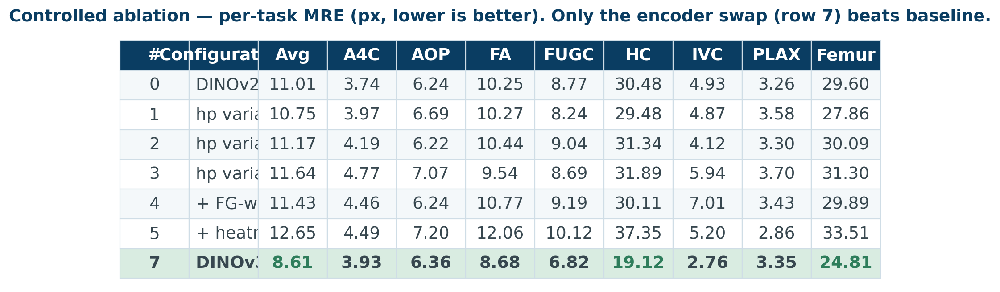 Controlled ablation — per-task MRE (px, lower is better). Only the encoder swap (row 7) beats baseline.
# Configurat Avg A4C AOP FA FUGC HC IVC PLAX Femur
0 DINOv2 11.01 3.74 6.24 10.25 8.77 30.48 4.93 3.26 29.60
1 hp varia 10.75 3.97 6.69 10.27 8.24 29.48 4.87 3.58 27.86
2 hp varia 11.17 4.19 6.22 10.44 9.04 31.34 4.12 3.30 30.09
3 hp varia 11.64 4.77 7.07 9.54 8.69 31.89 5.94 3.70 31.30
4 + FG-w 11.43 4.46 6.24 10.77 9.19 30.11 7.01 3.43 29.89
5 + heatm 12.65 4.49 7.20 12.06 10.12 37.35 5.20 2.86 33.51
7 DINOv3 8.61 3.93 6.36 8.68 6.82 19.12 2.76 3.35 24.81